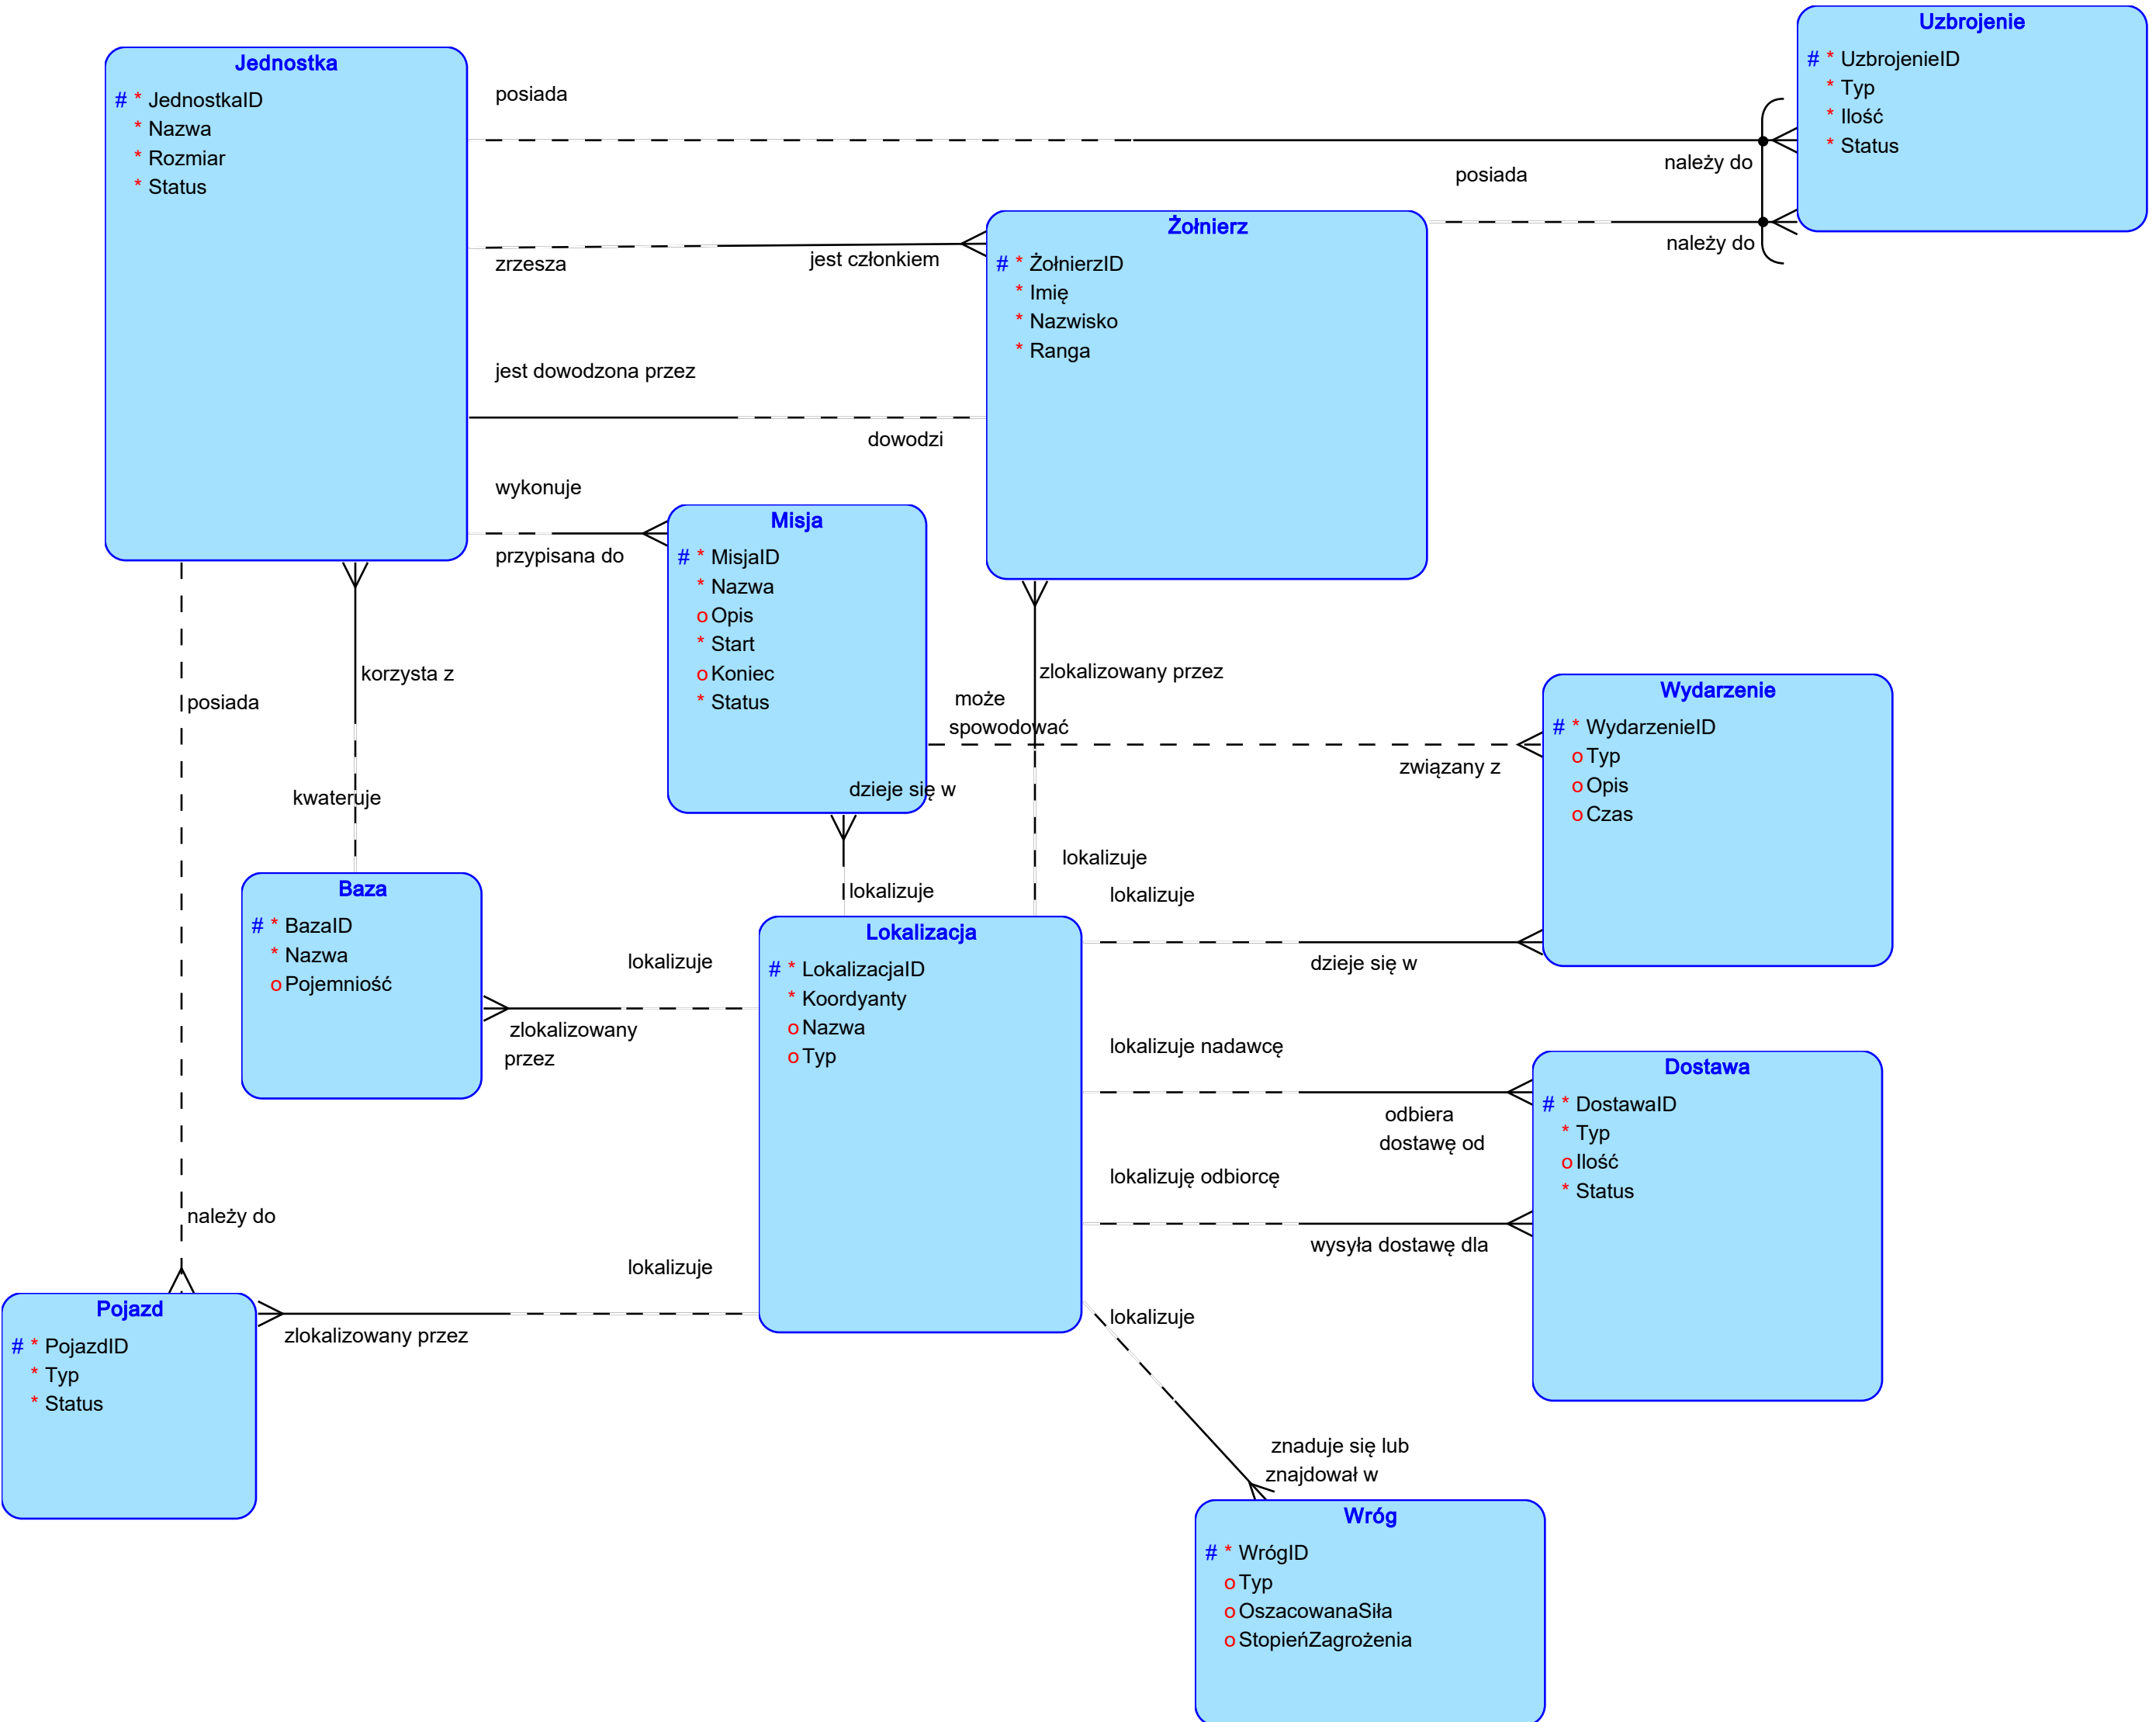 Uzbrojenie
# * UzbrojenieID
* Typ
* Ilość
* Status
Jednostka
# * JednostkaID
* Nazwa
* Rozmiar
* Status
posiada
należy do
posiada
należy do
Żołnierz
# * ŻołnierzID
* Imię
* Nazwisko
* Ranga
zrzesza
jest członkiem
jest dowodzona przez
dowodzi
wykonuje
przypisana do
Misja
# * MisjaID
* Nazwa
o Opis
* Start
o Koniec
* Status
korzysta z
kwateruje
posiada
należy do
zlokalizowany przez
lokalizuje
może
spowodować
związany z
dzieje się w
lokalizuje
Wydarzenie
# * WydarzenieID
o Typ
o Opis
o Czas
lokalizuje
dzieje się w
Baza
# * BazaID
* Nazwa
o Pojemniość
lokalizuje
zlokalizowany
przez
Lokalizacja
# * LokalizacjaID
* Koordyanty
o Nazwa
o Typ
lokalizuje nadawcę
odbiera
dostawę od
lokalizuję odbiorcę
wysyła dostawę dla
Dostawa
# * DostawaID
* Typ
o Ilość
* Status
lokalizuje
zlokalizowany przez
Pojazd
# * PojazdID
* Typ
* Status
lokalizuje
znaduje się lub
znajdował w
Wróg
# * WrógID
o Typ
o OszacowanaSiła
o StopieńZagrożenia